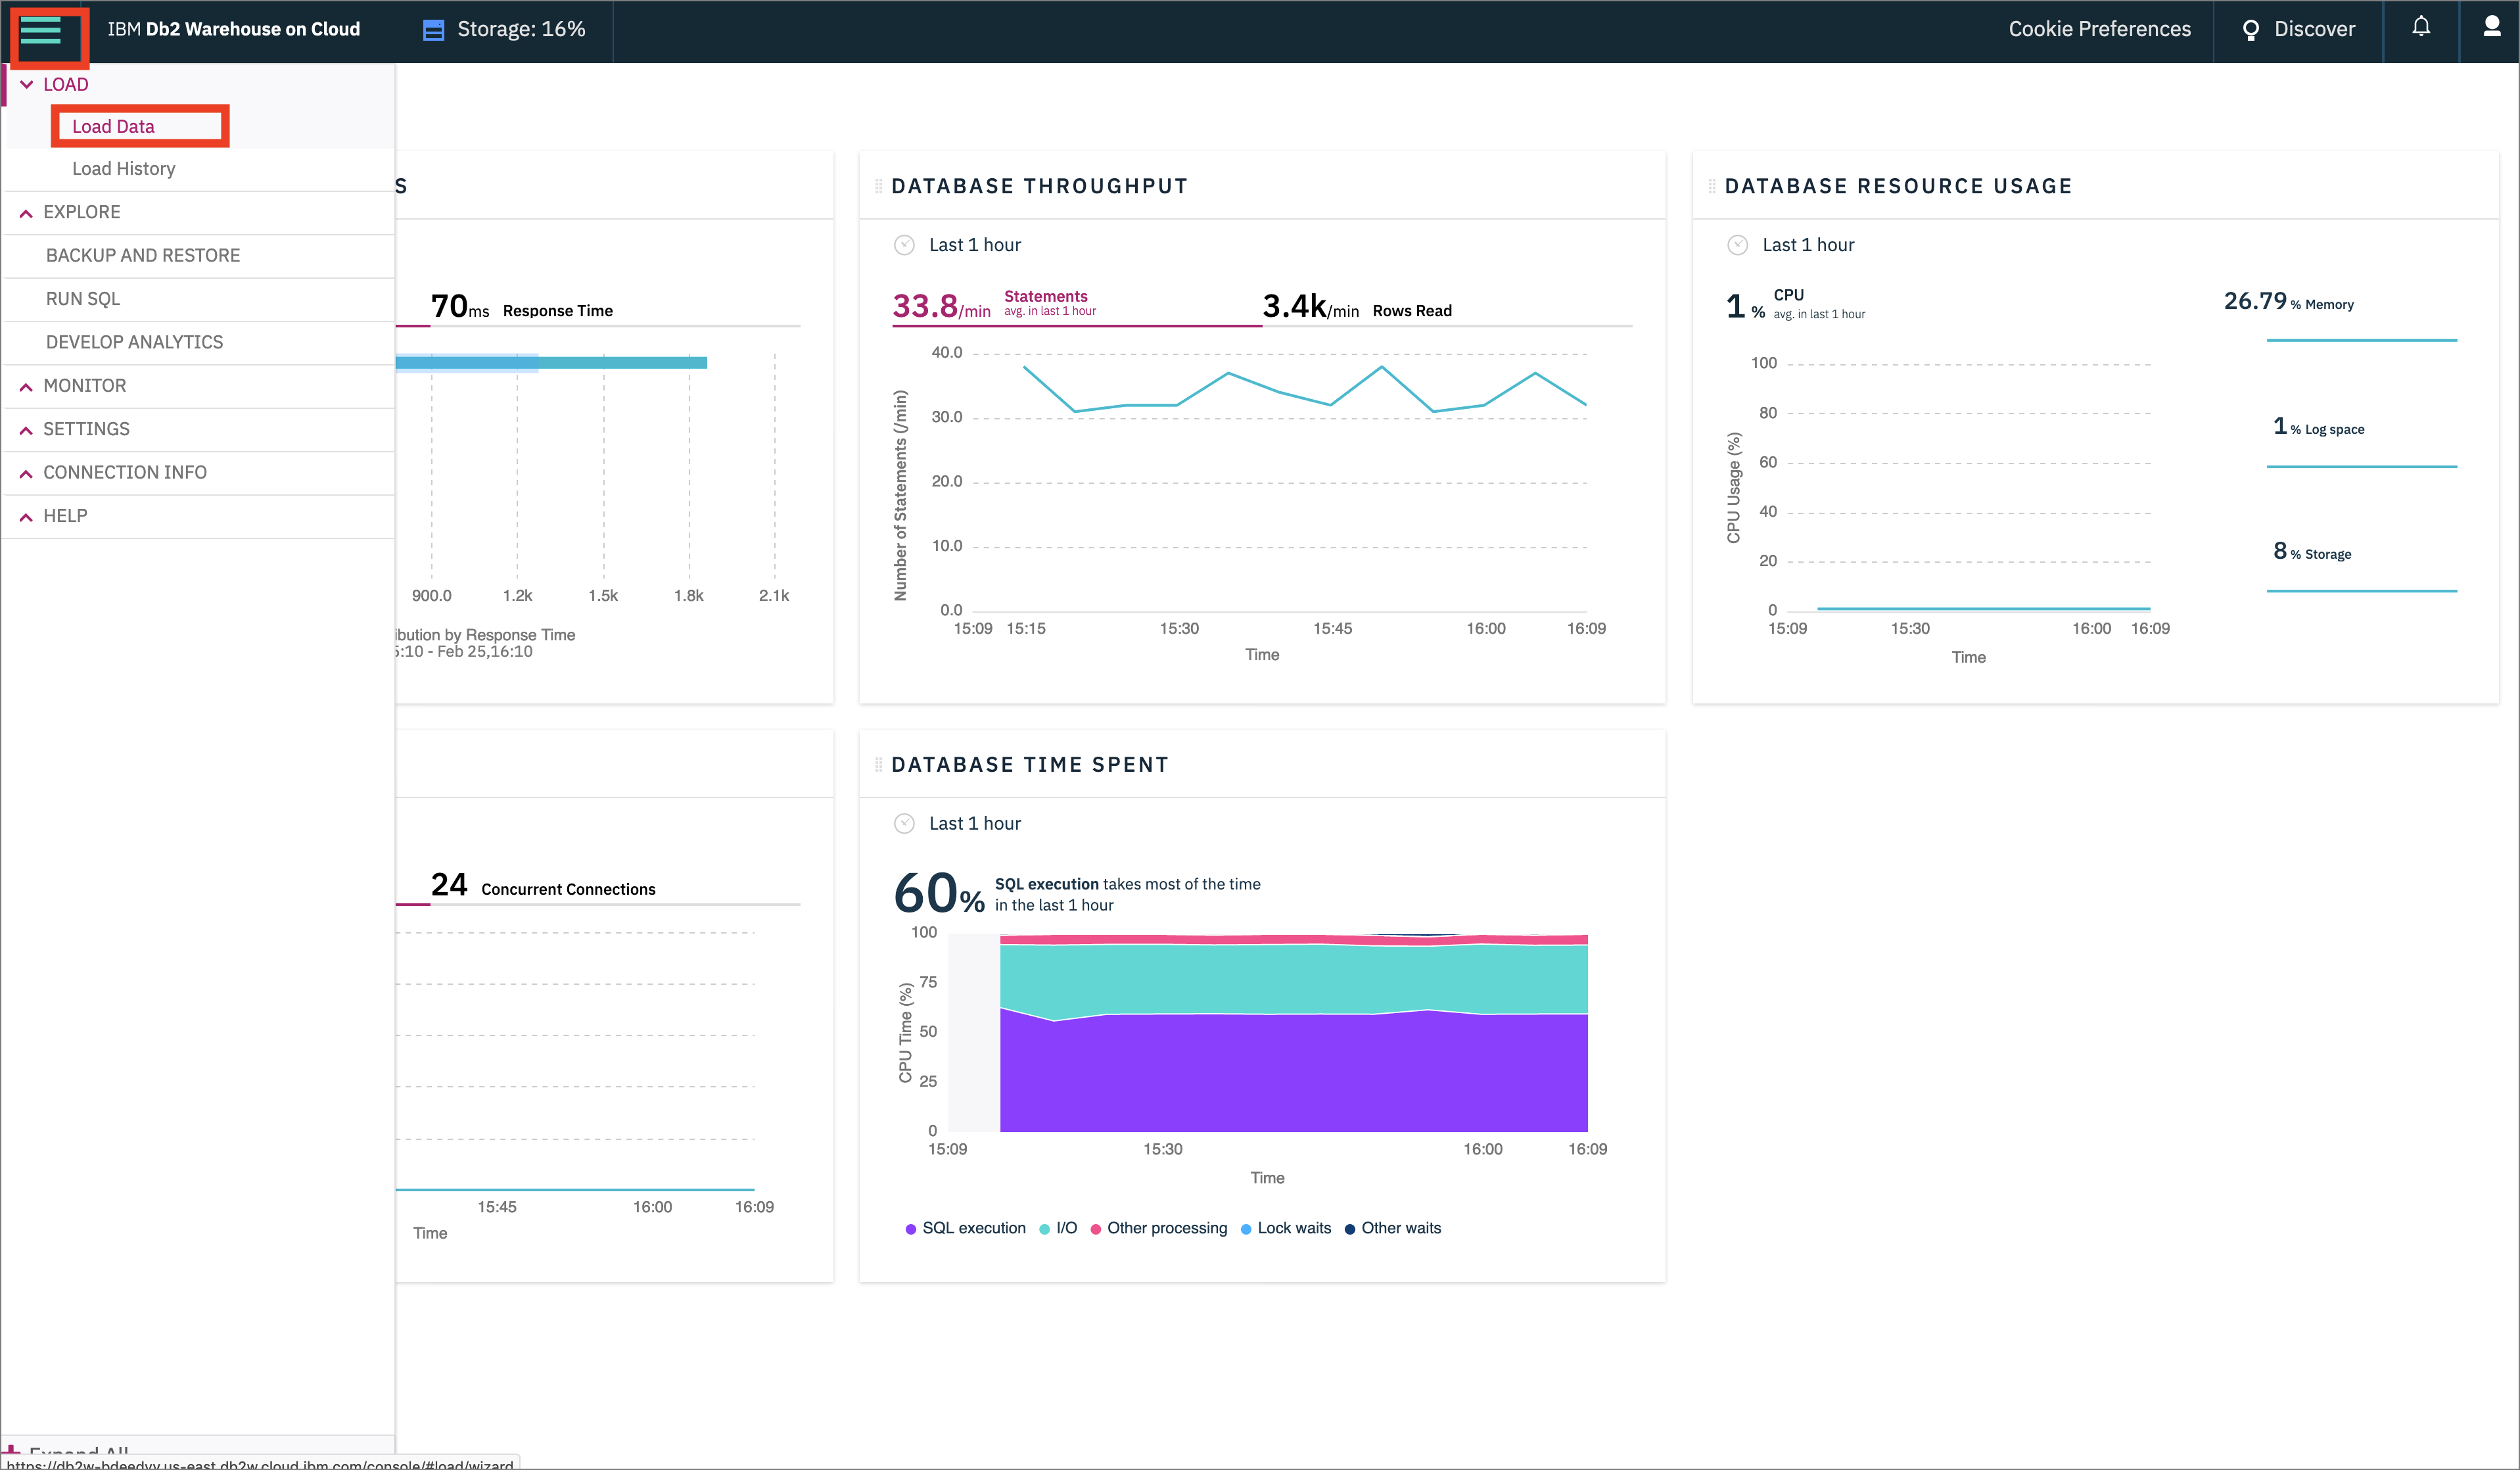 IBM Db2 Warehouse on Cloud
Storage: 16%
Cookie Preferences
Discover
LOAD
Load Data
Load History
EXPLORE
BACKUP AND RESTORE
RUN SQL
DEVELOP ANALYTICS
MONITOR
SETTINGS
CONNECTION INFO
HELP
Expand All
https://db2w-bdeedyy.us-east.db2w.cloud.ibm.com/console/#load/wizard
S
70ms Response Time
900.0 1.2k 1.5k 1.8k 2.1k
ibution by Response Time
5:10 - Feb 25,16:10
DATABASE THROUGHPUT
Last 1 hour
33.8/min Statements
avg. in last 1 hour
3.4k/min Rows Read
Number of Statements (/min)
40.0
30.0
20.0
10.0
0.0
15:09 15:15 15:30 15:45 16:00 16:09
Time
DATABASE RESOURCE USAGE
Last 1 hour
1 % CPU
avg. in last 1 hour
CPU Usage (%)
100
80
60
40
20
0
15:09 15:30 16:00 16:09
Time
26.79 % Memory
1 % Log space
8 % Storage
24 Concurrent Connections
15:45 16:00 16:09
Time
DATABASE TIME SPENT
Last 1 hour
60% SQL execution takes most of the time
in the last 1 hour
CPU Time (%)
100
75
50
25
0
15:09 15:30 16:00 16:09
Time
SQL execution I/O Other processing Lock waits Other waits